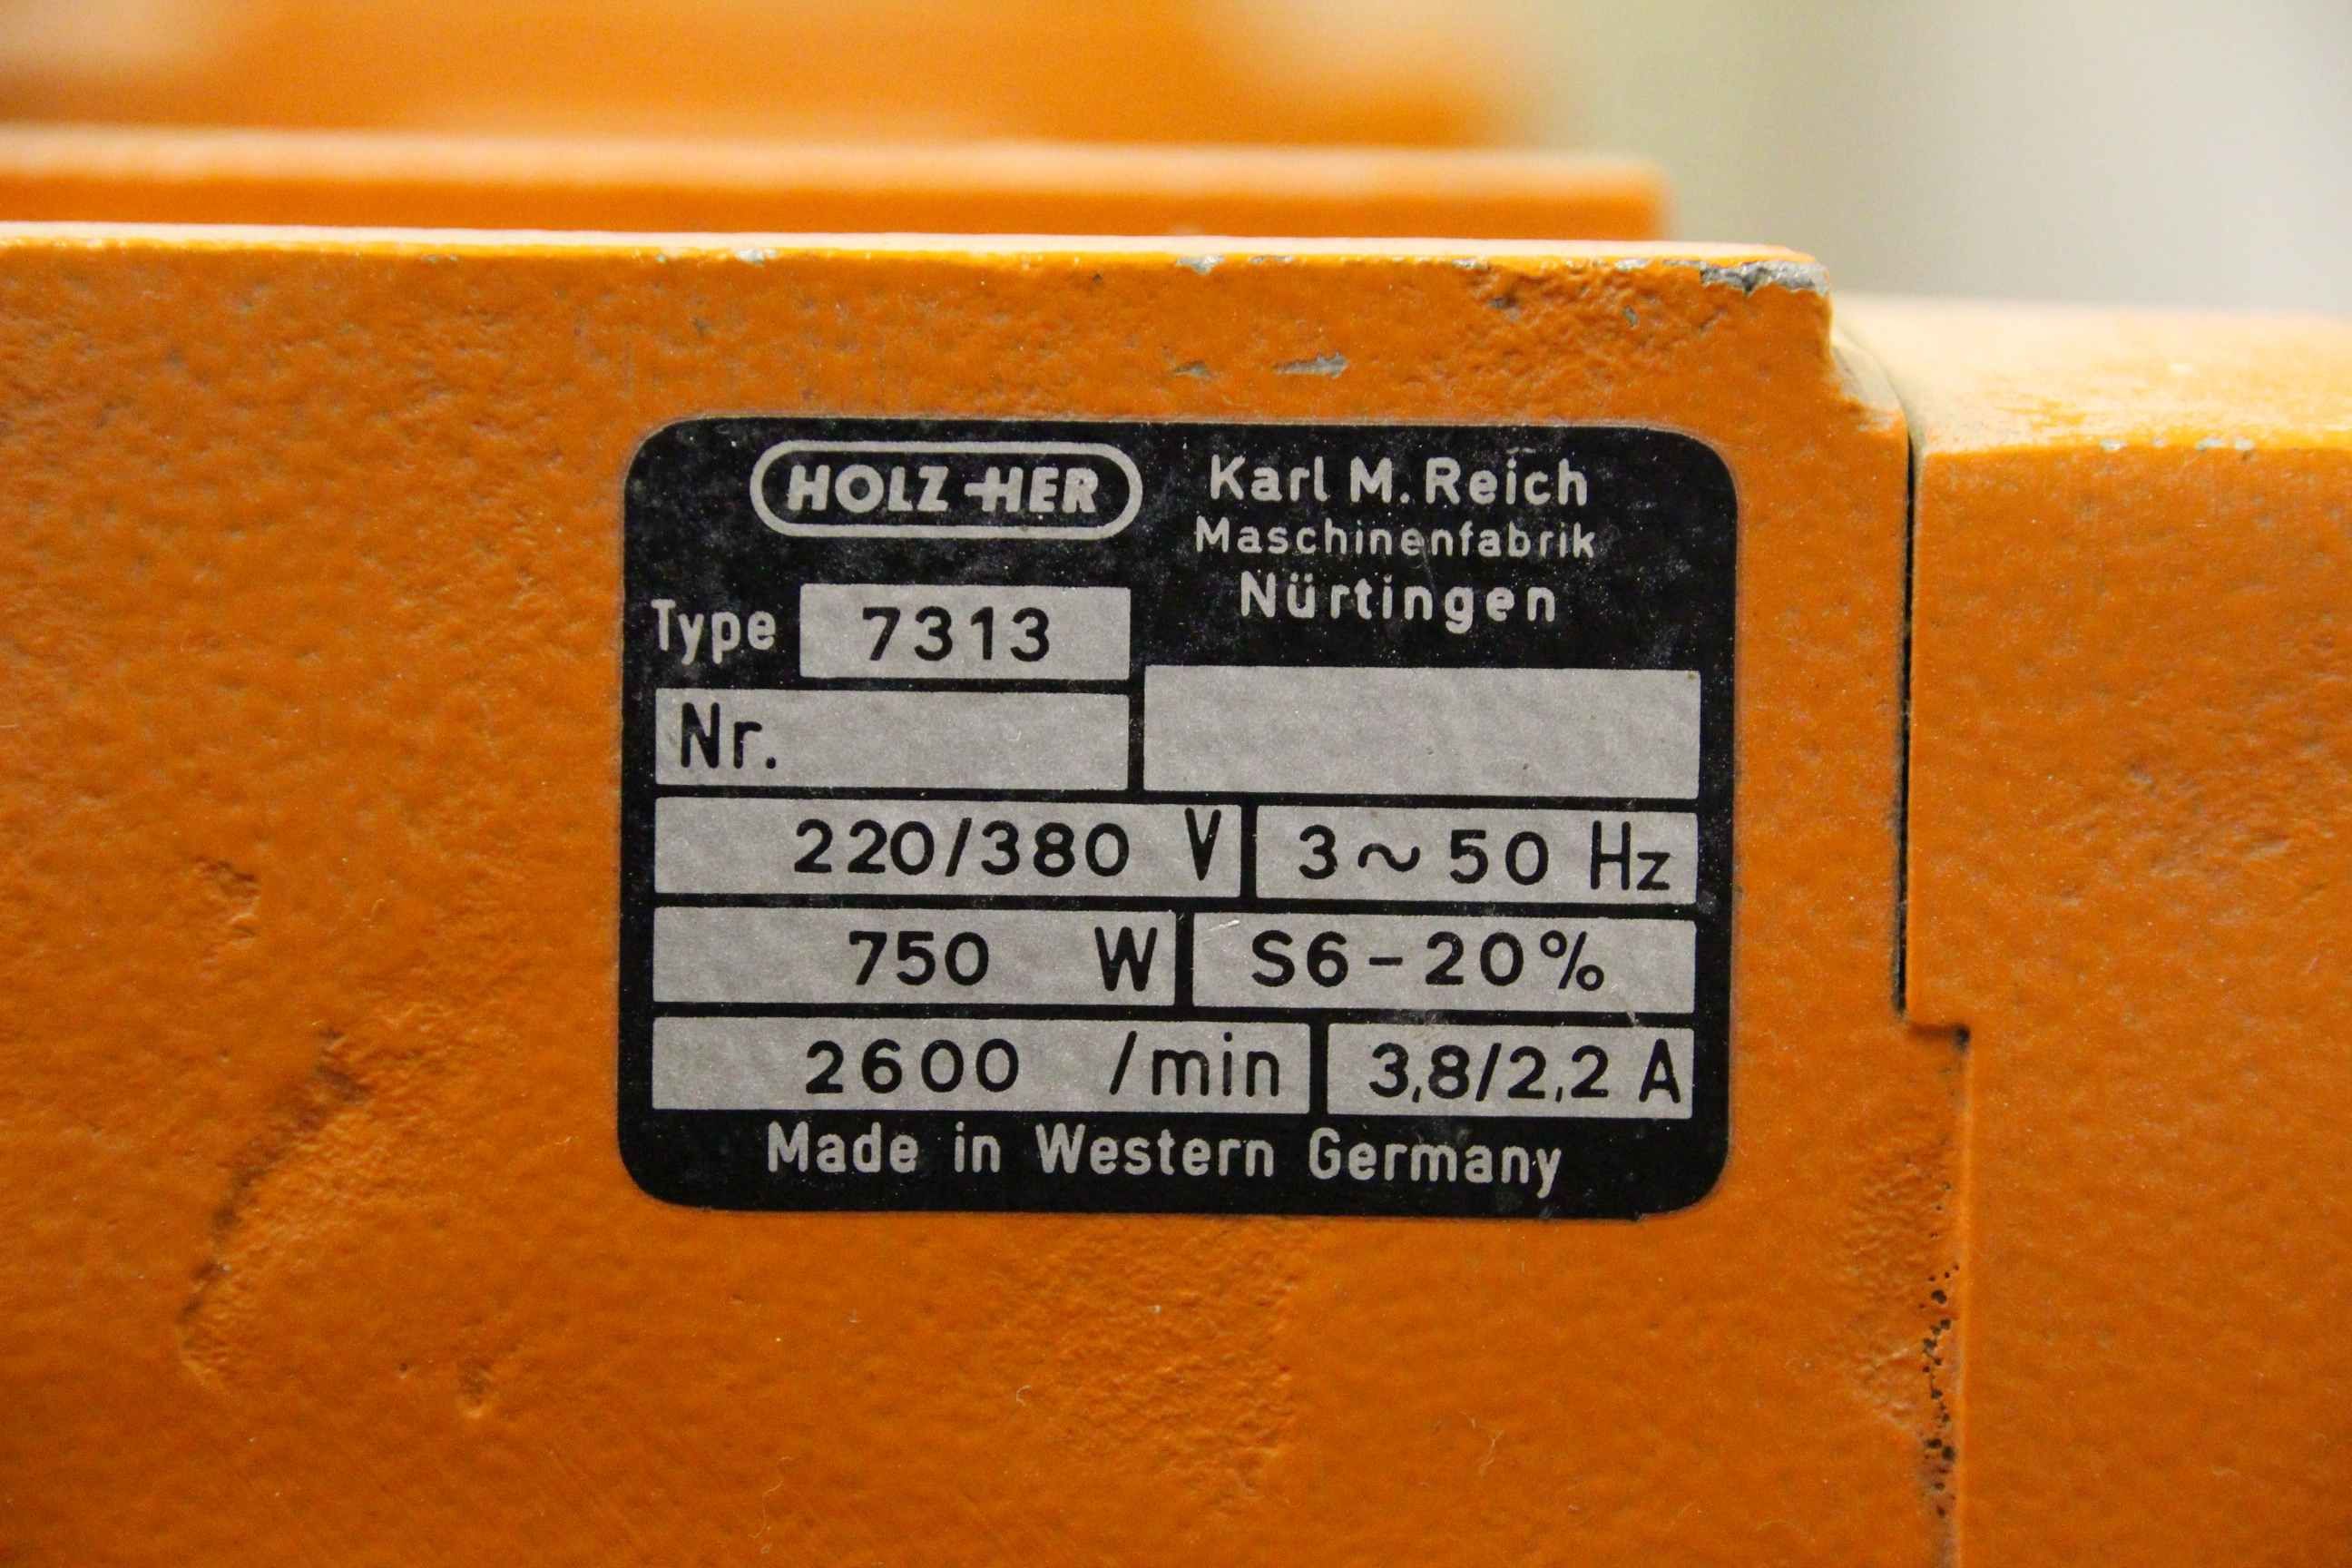 HOLZ-HER
Karl M. Reich
Maschinenfabrik
Nürtingen
Type 7313
Nr.
220/380 V 3~ 50 Hz
750 W S6-20%
2600 /min 3,8/2,2 A
Made in Western Germany